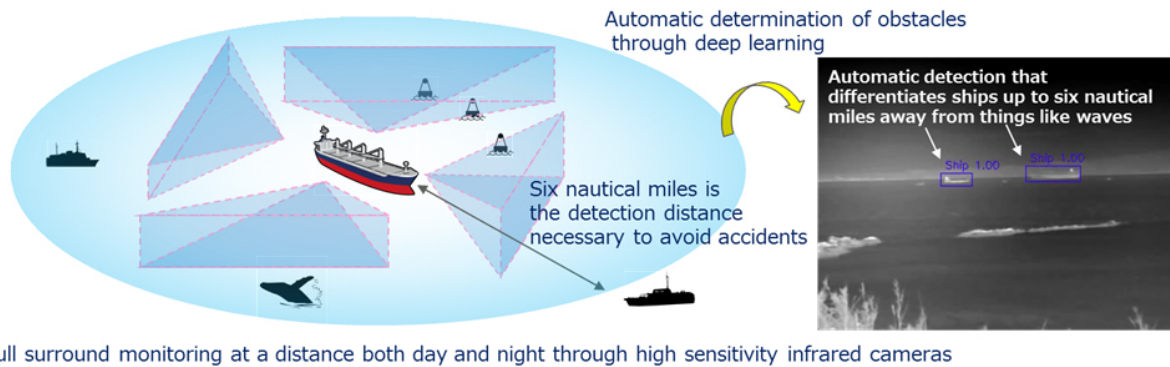 Automatic determination of obstacles
through deep learning
Automatic detection that
differentiates ships up to six nautical
miles away from things like waves
Ship 1.00
Ship 1.00
Six nautical miles is
the detection distance
necessary to avoid accidents
ull surround monitoring at a distance both day and night through high sensitivity infrared cameras